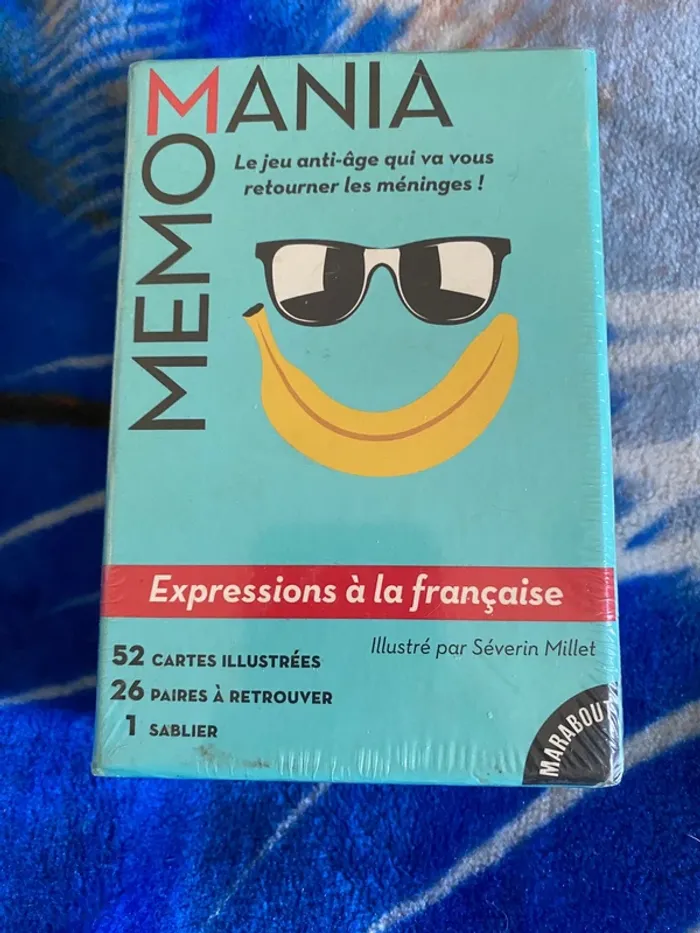 MEMOMANIA
Le jeu anti-âge qui va vous
retourner les méninges !
Expressions à la française
Illustré par Séverin Millet
52 CARTES ILLUSTRÉES
26 PAIRES À RETROUVER
1 SABLIER
MARABOUT